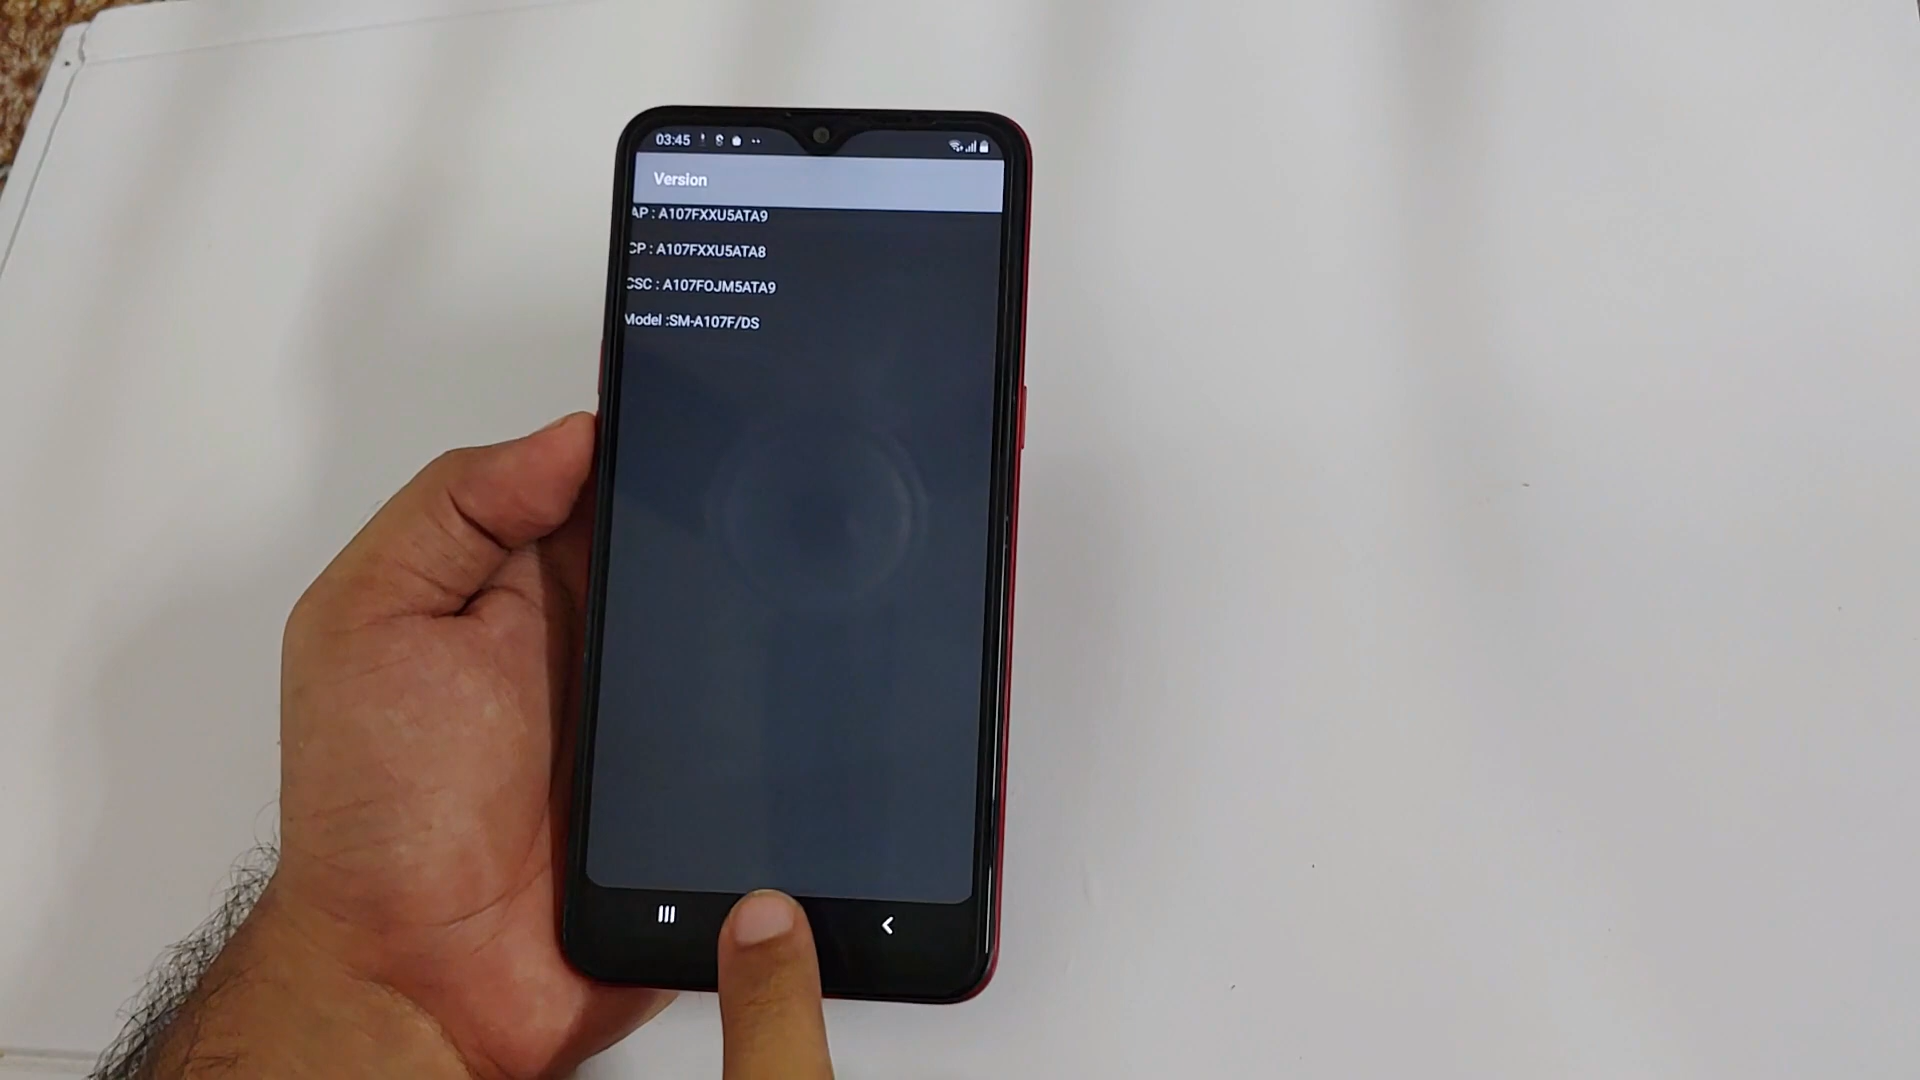 03:45
Version
AP : A107FXXU5ATA9
CP : A107FXXU5ATA8
CSC : A107FOJM5ATA9
Model :SM-A107F/DS